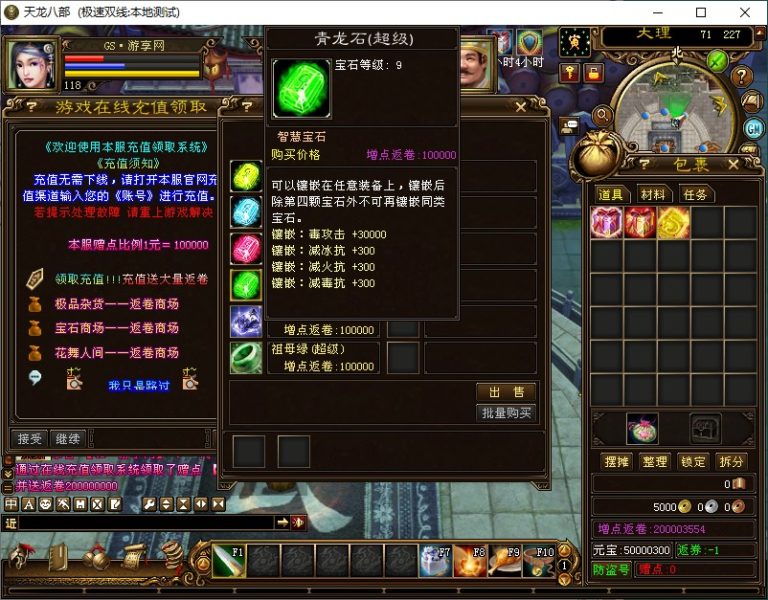 天龙八部 (极速双线:本地测试)
GS·游享网
118
青龙石(超级)
宝石等级: 9
智慧宝石
购买价格
增点返卷:100000
可以镶嵌在任意装备上，镶嵌后
除第四颗宝石外不可再镶嵌同类
宝石。
镶嵌：毒攻击 +30000
镶嵌：减冰抗 +300
镶嵌：减火抗 +300
镶嵌：减毒抗 +300
时4小时
大理
71 227
北
GM
游戏在线充值领取
《欢迎使用本服充值领取系统》
《充值须知》
充值无需下线，请打开本服官网充
值渠道输入您的《账号》进行充值。
若提示处理故障 请重上游戏解决
本服赠点比例1元= 100000
领取充值!!!充值送大量返卷
极品杂货——返卷商场
宝石商场——返卷商场
花舞人间——返卷商场
我只是路过
接受
继续
增点返卷:100000
祖母绿(超级)
增点返卷:100000
出 售
批量购买
包裹
道具
材料
任务
摆摊
整理
锁定
拆分
0
5000 0 0
增点返卷:200003554
元宝:50000300
返券:-1
防盗号
赠点:0
通过在线充值领取系统领取了赠点
并送返卷200000000
近
F1
F7
F8
F9
F10
1